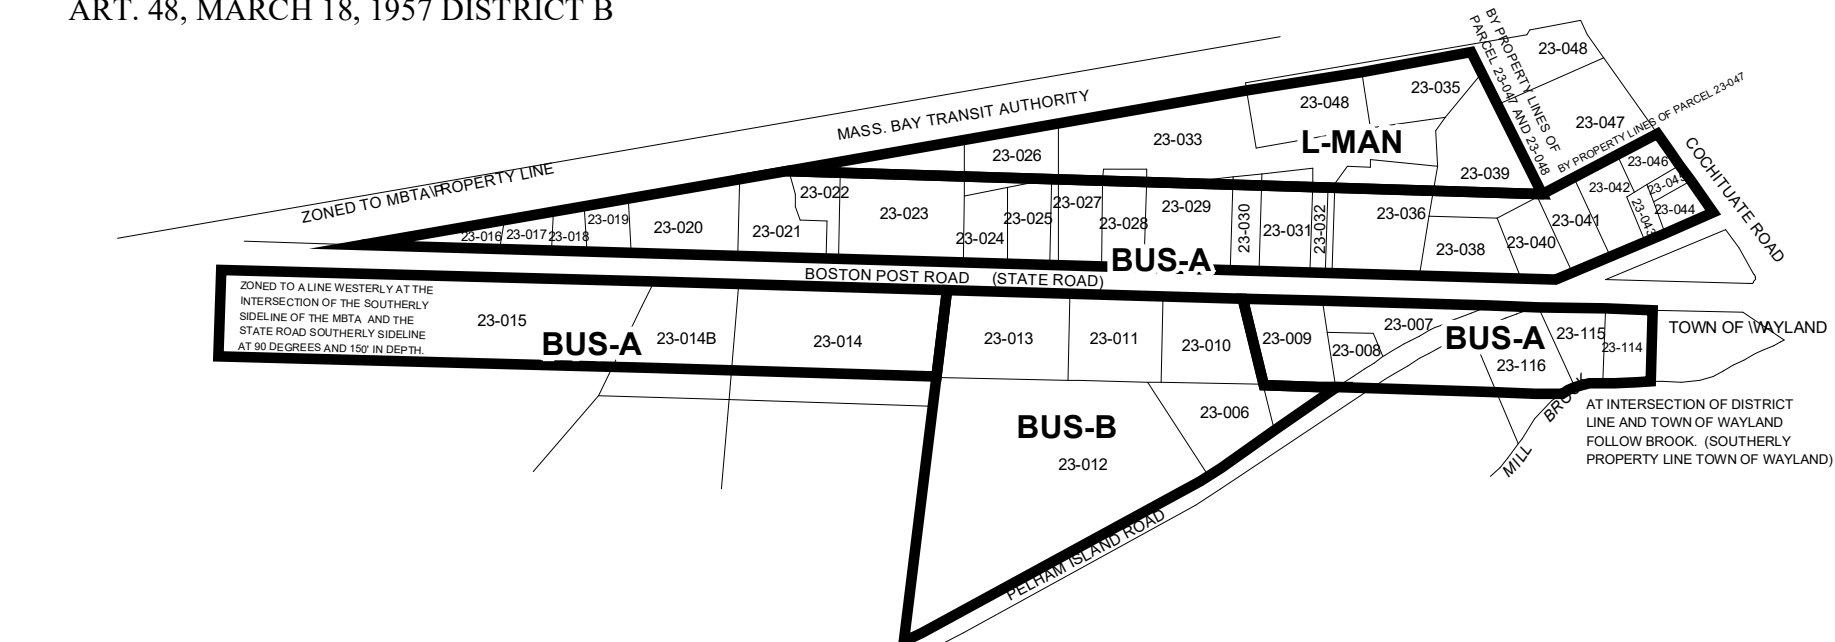 ART. 48, MARCH 18, 1957 DISTRICT B
BY PROPERTY LINES OF
PARCEL 23-047 AND 23-048
23-048
23-035
23-048
MASS. BAY TRANSIT AUTHORITY
23-033
L-MAN
23-047
BY PROPERTY LINES OF PARCEL 23-047
COCHITUATE ROAD
23-026
23-039
23-046
ZONED TO MBTA\PROPERTY LINE
23-022
23-042
23-043
23-044
23-043
23-016
23-017
23-018
23-019
23-020
23-021
23-023
23-024
23-025
23-027
23-028
23-029
23-030
23-031
23-032
23-036
23-038
23-040
23-041
BUS-A
BOSTON POST ROAD (STATE ROAD)
ZONED TO A LINE WESTERLY AT THE
INTERSECTION OF THE SOUTHERLY
SIDELINE OF THE MBTA AND THE
STATE ROAD SOUTHERLY SIDELINE
AT 90 DEGREES AND 150' IN DEPTH.
23-015
BUS-A
23-014B
23-014
23-013
23-011
23-010
23-009
23-008
23-007
BUS-A
23-116
23-115
23-114
TOWN OF WAYLAND
BUS-B
23-012
23-006
MILL BROOK
AT INTERSECTION OF DISTRICT
LINE AND TOWN OF WAYLAND
FOLLOW BROOK. (SOUTHERLY
PROPERTY LINE TOWN OF WAYLAND)
PELHAM ISLAND ROAD